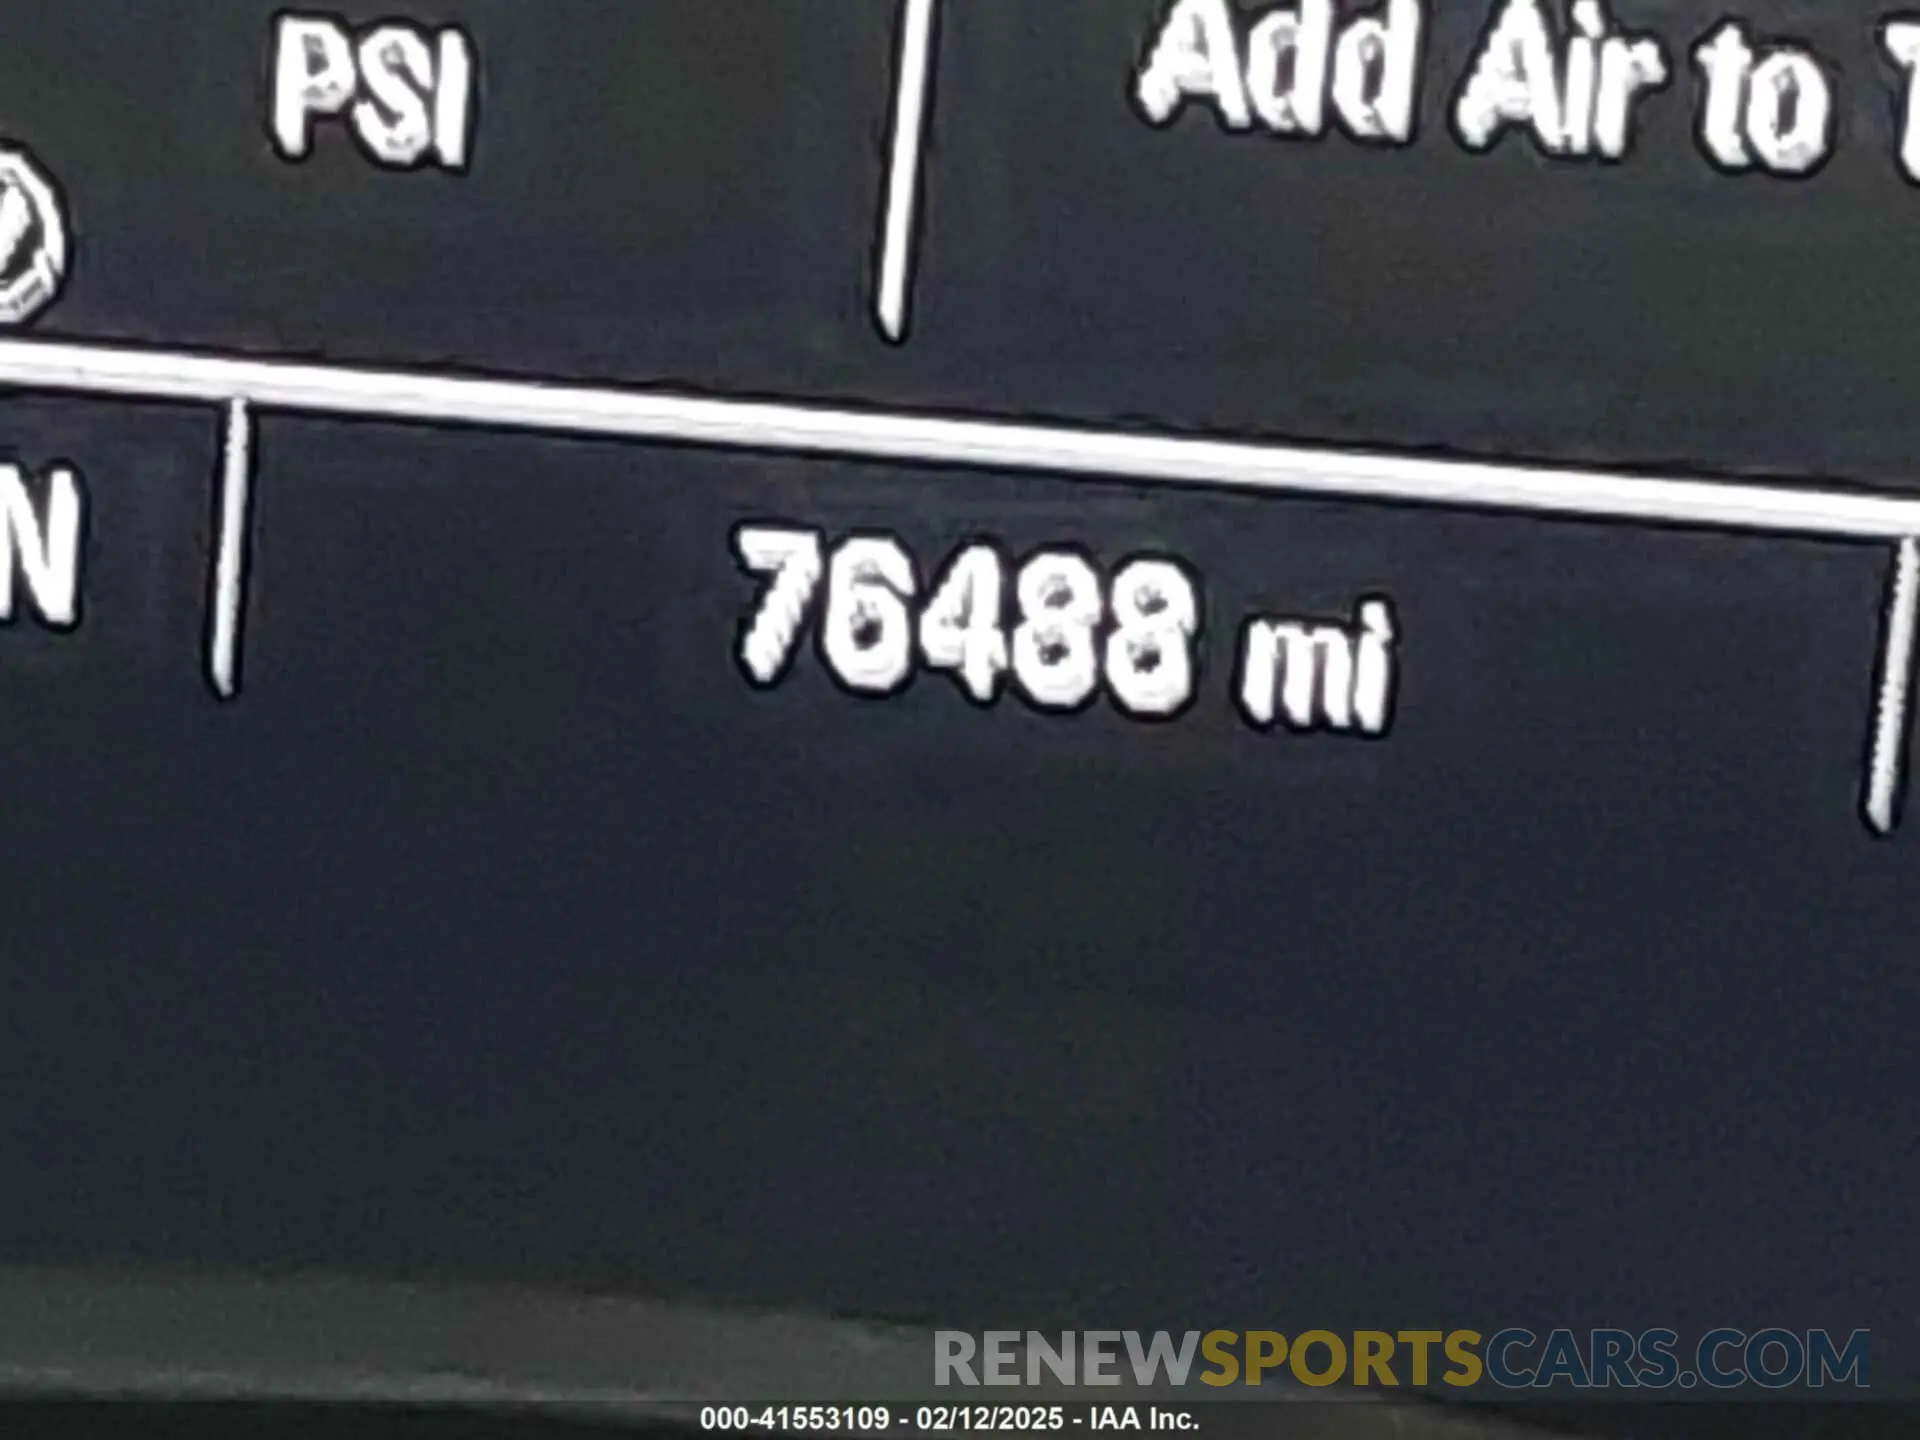 PSI
Add Air to
N
76488 mi
RENEWSPORTSCARS.COM
000-41553109 - 02/12/2025 - IAA Inc.